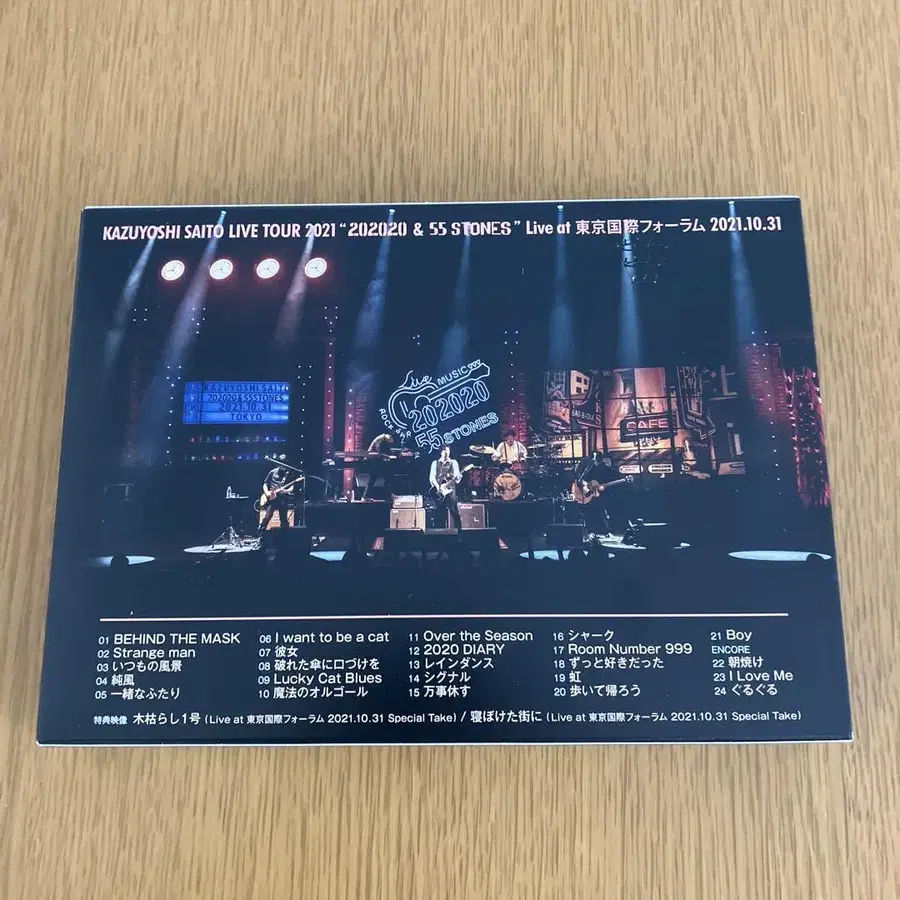 KAZUYOSHI SAITO LIVE TOUR 2021 “202020 & 55 STONES” Live at 東京国際フォーラム 2021.10.31
KAZUYOSHI SAITO
202020&55STONES
2021.10.31
TOKYO
Live MUSIC
ROCK BAR
202020
55 STONES
CAFE
01 BEHIND THE MASK
02 Strange man
03 いつもの風景
04 純風
05 一緒なふたり
06 I want to be a cat
07 彼女
08 破れた傘に口づけを
09 Lucky Cat Blues
10 魔法のオルゴール
11 Over the Season
12 2020 DIARY
13 レインダンス
14 シグナル
15 万事休す
16 シャーク
17 Room Number 999
18 ずっと好きだった
19 虹
20 歩いて帰ろう
21 Boy
ENCORE
22 朝焼け
23 I Love Me
24 ぐるぐる
特典映像 木枯らし1号 (Live at 東京国際フォーラム 2021.10.31 Special Take) / 寝ぼけた街に (Live at 東京国際フォーラム 2021.10.31 Special Take)